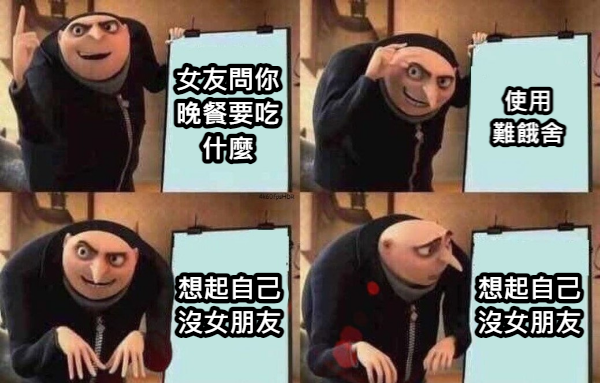 女友問你
晚餐要吃
什麼
使用
難餓舍
想起自己
沒女朋友
想起自己
沒女朋友